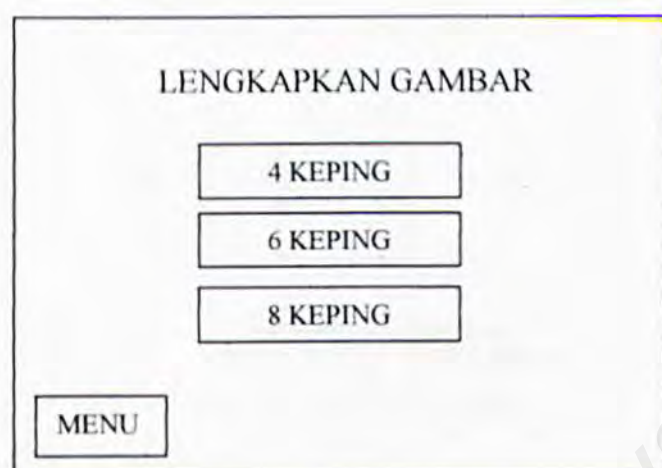 LENGKAPKAN GAMBAR
4 KEPING
6 KEPING
8 KEPING
MENU